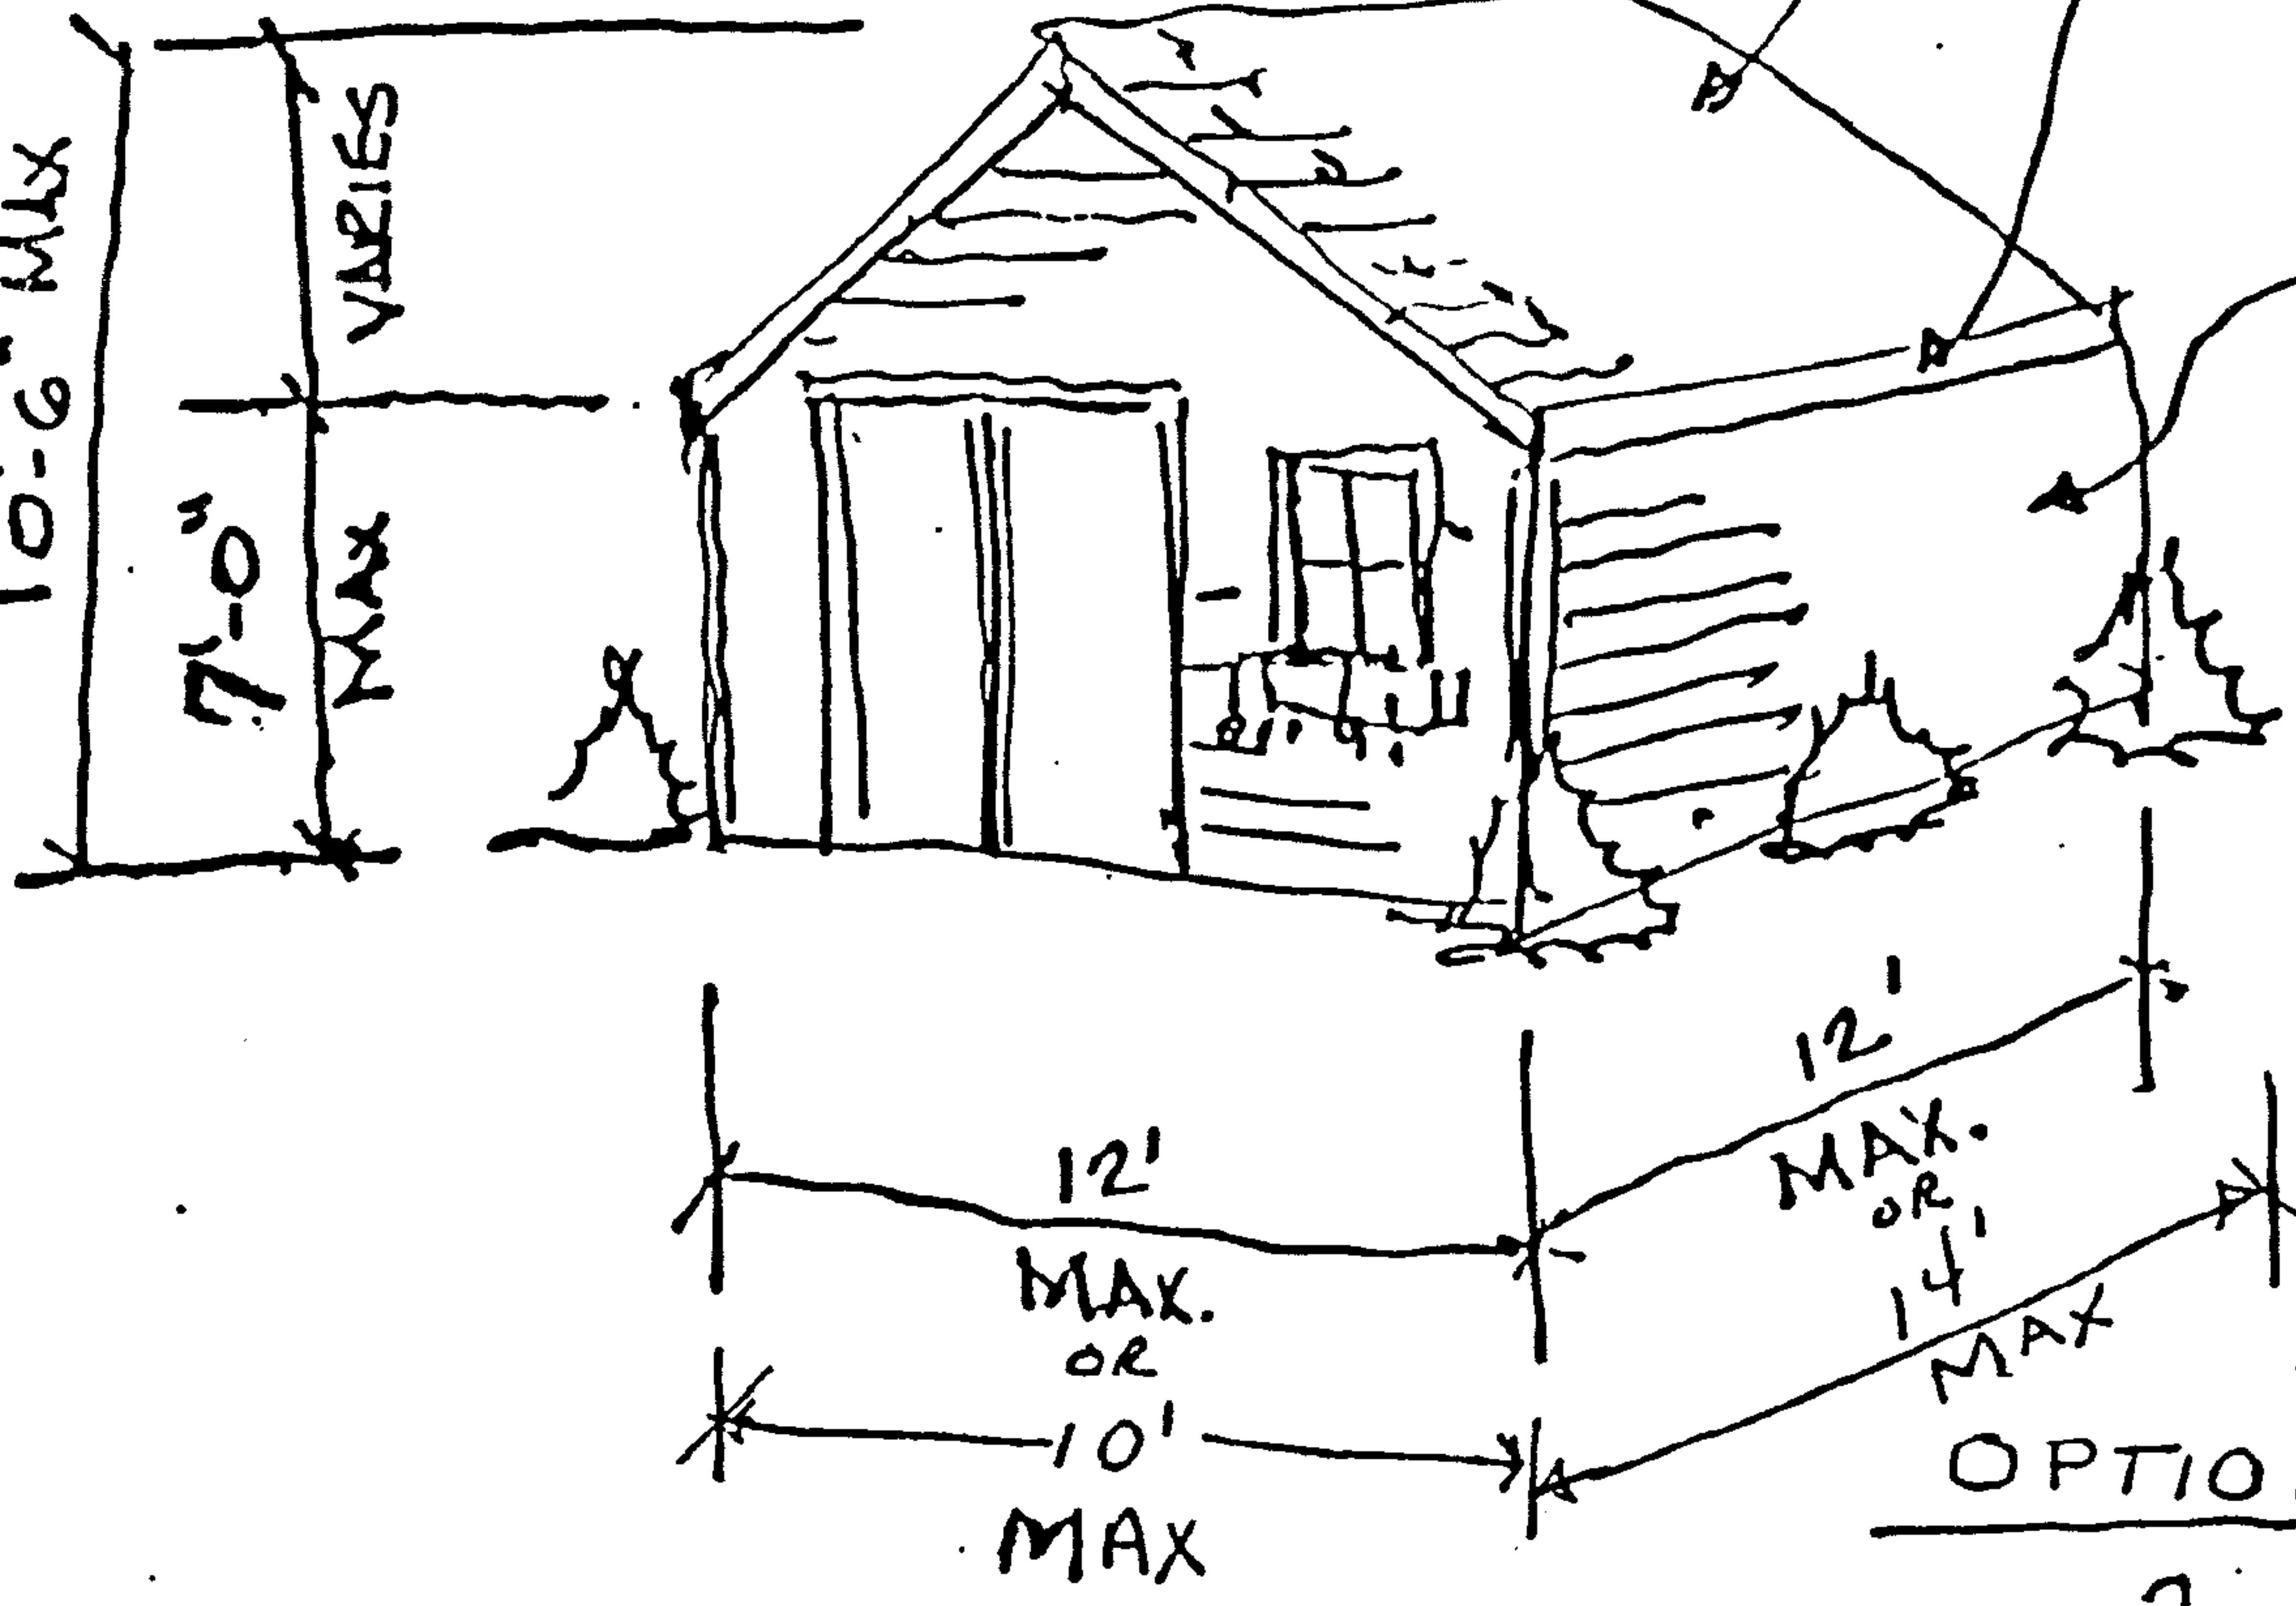 10'-6" MAX
VARIES
7'-0"
MAX
12'
MAX.
OR
10'
MAX
12'
MAX.
OR
14'
MAX
OPTIO